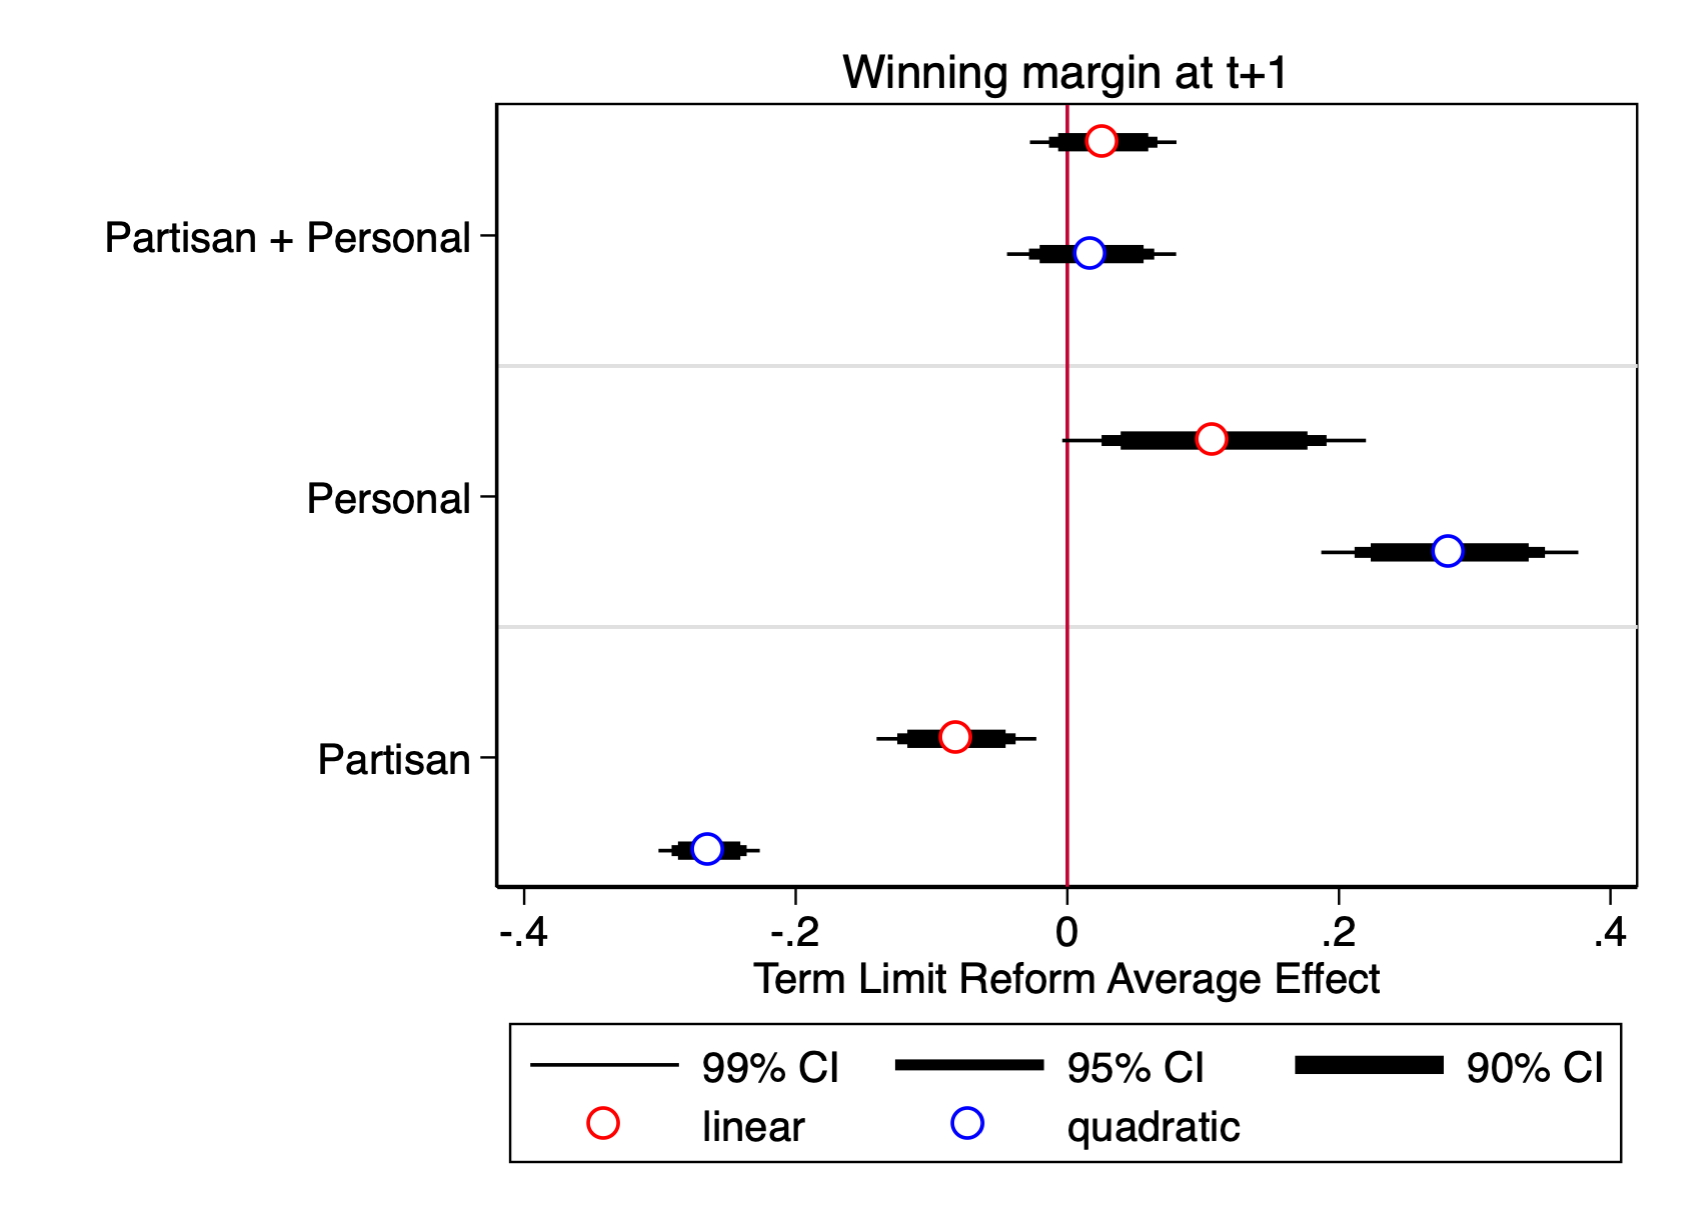 Winning margin at t+1
Partisan + Personal
Personal
Partisan
-.4 -.2 0 .2 .4
Term Limit Reform Average Effect
99% CI 95% CI 90% CI
linear quadratic